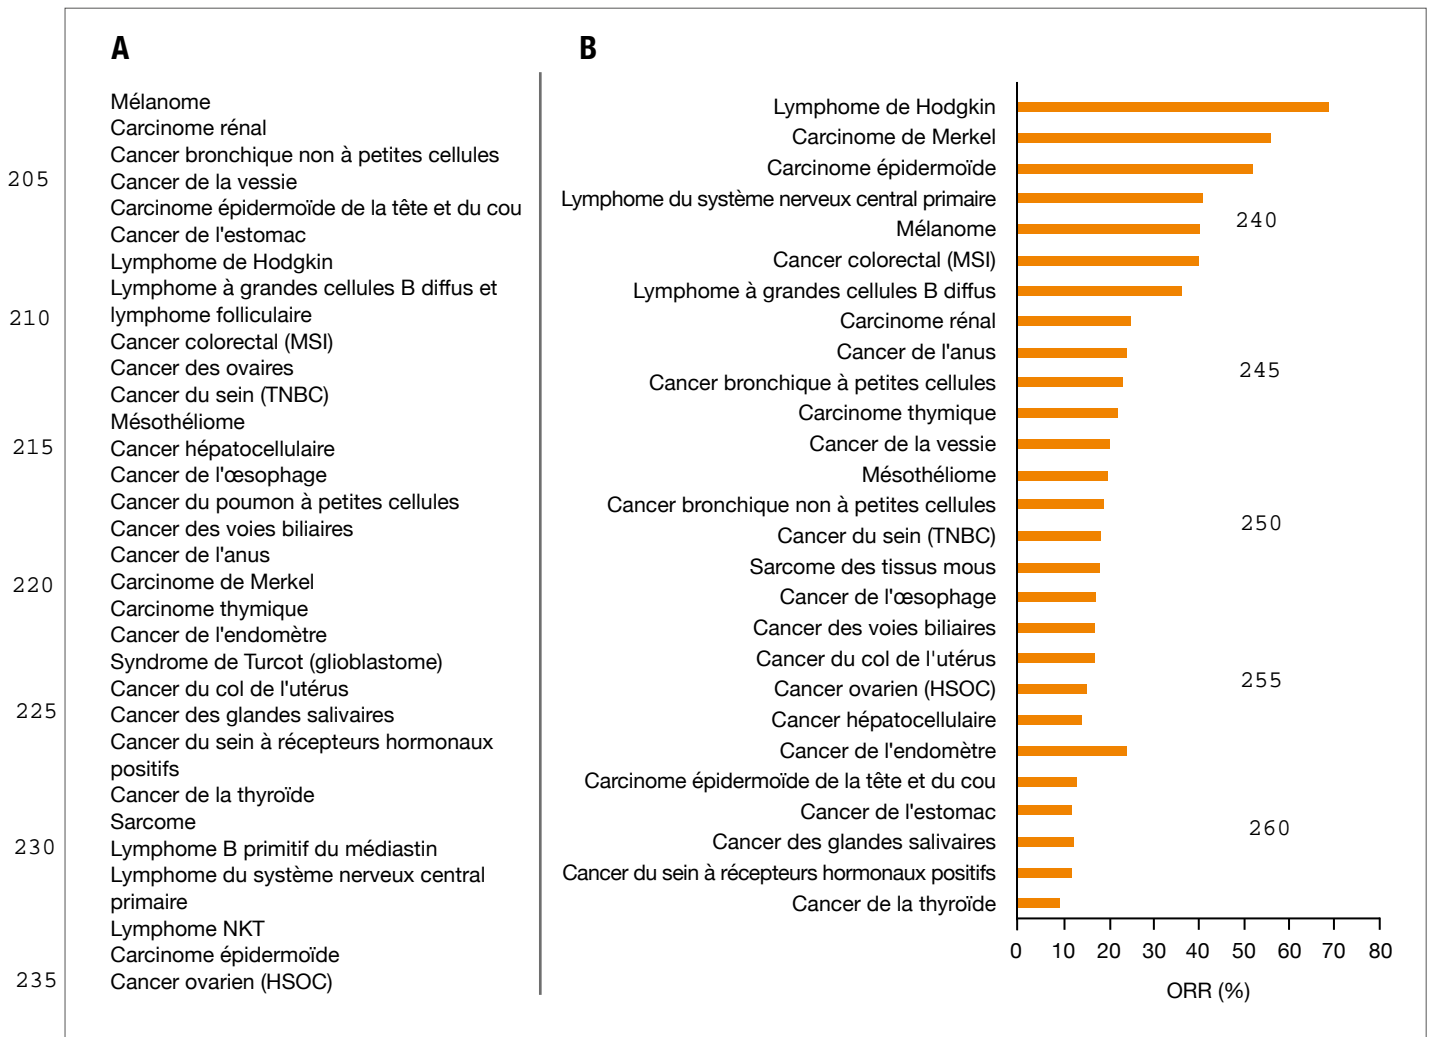 A
Mélanome
Carcinome rénal
Cancer bronchique non à petites cellules
205
Cancer de la vessie
Carcinome épidermoïde de la tête et du cou
Cancer de l'estomac
Lymphome de Hodgkin
Lymphome à grandes cellules B diffus et
210
lymphome folliculaire
Cancer colorectal (MSI)
Cancer des ovaires
Cancer du sein (TNBC)
Mésothéliome
215
Cancer hépatocellulaire
Cancer de l'œsophage
Cancer du poumon à petites cellules
Cancer des voies biliaires
Cancer de l'anus
220
Carcinome de Merkel
Carcinome thymique
Cancer de l'endomètre
Syndrome de Turcot (glioblastome)
Cancer du col de l'utérus
225
Cancer des glandes salivaires
Cancer du sein à récepteurs hormonaux
positifs
Cancer de la thyroïde
Sarcome
230
Lymphome B primitif du médiastin
Lymphome du système nerveux central
primaire
Lymphome NKT
Carcinome épidermoïde
235
Cancer ovarien (HSOC)
B
Lymphome de Hodgkin
Carcinome de Merkel
Carcinome épidermoïde
Lymphome du système nerveux central primaire
240
Mélanome
Cancer colorectal (MSI)
Lymphome à grandes cellules B diffus
Carcinome rénal
Cancer de l'anus
245
Cancer bronchique à petites cellules
Carcinome thymique
Cancer de la vessie
Mésothéliome
Cancer bronchique non à petites cellules
250
Cancer du sein (TNBC)
Sarcome des tissus mous
Cancer de l'œsophage
Cancer des voies biliaires
Cancer du col de l'utérus
255
Cancer ovarien (HSOC)
Cancer hépatocellulaire
Cancer de l'endomètre
Carcinome épidermoïde de la tête et du cou
Cancer de l'estomac
260
Cancer des glandes salivaires
Cancer du sein à récepteurs hormonaux positifs
Cancer de la thyroïde
0 10 20 30 40 50 60 70 80
ORR (%)